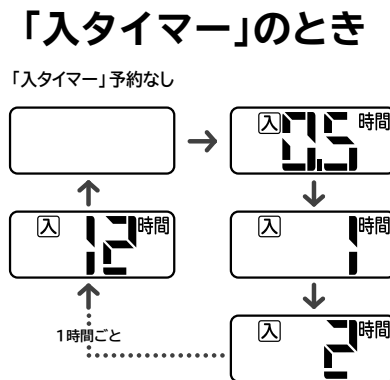 「入タイマー」のとき
「入タイマー」予約なし
入 0.5 時間
入 12 時間
入 1 時間
1時間ごと
入 2 時間